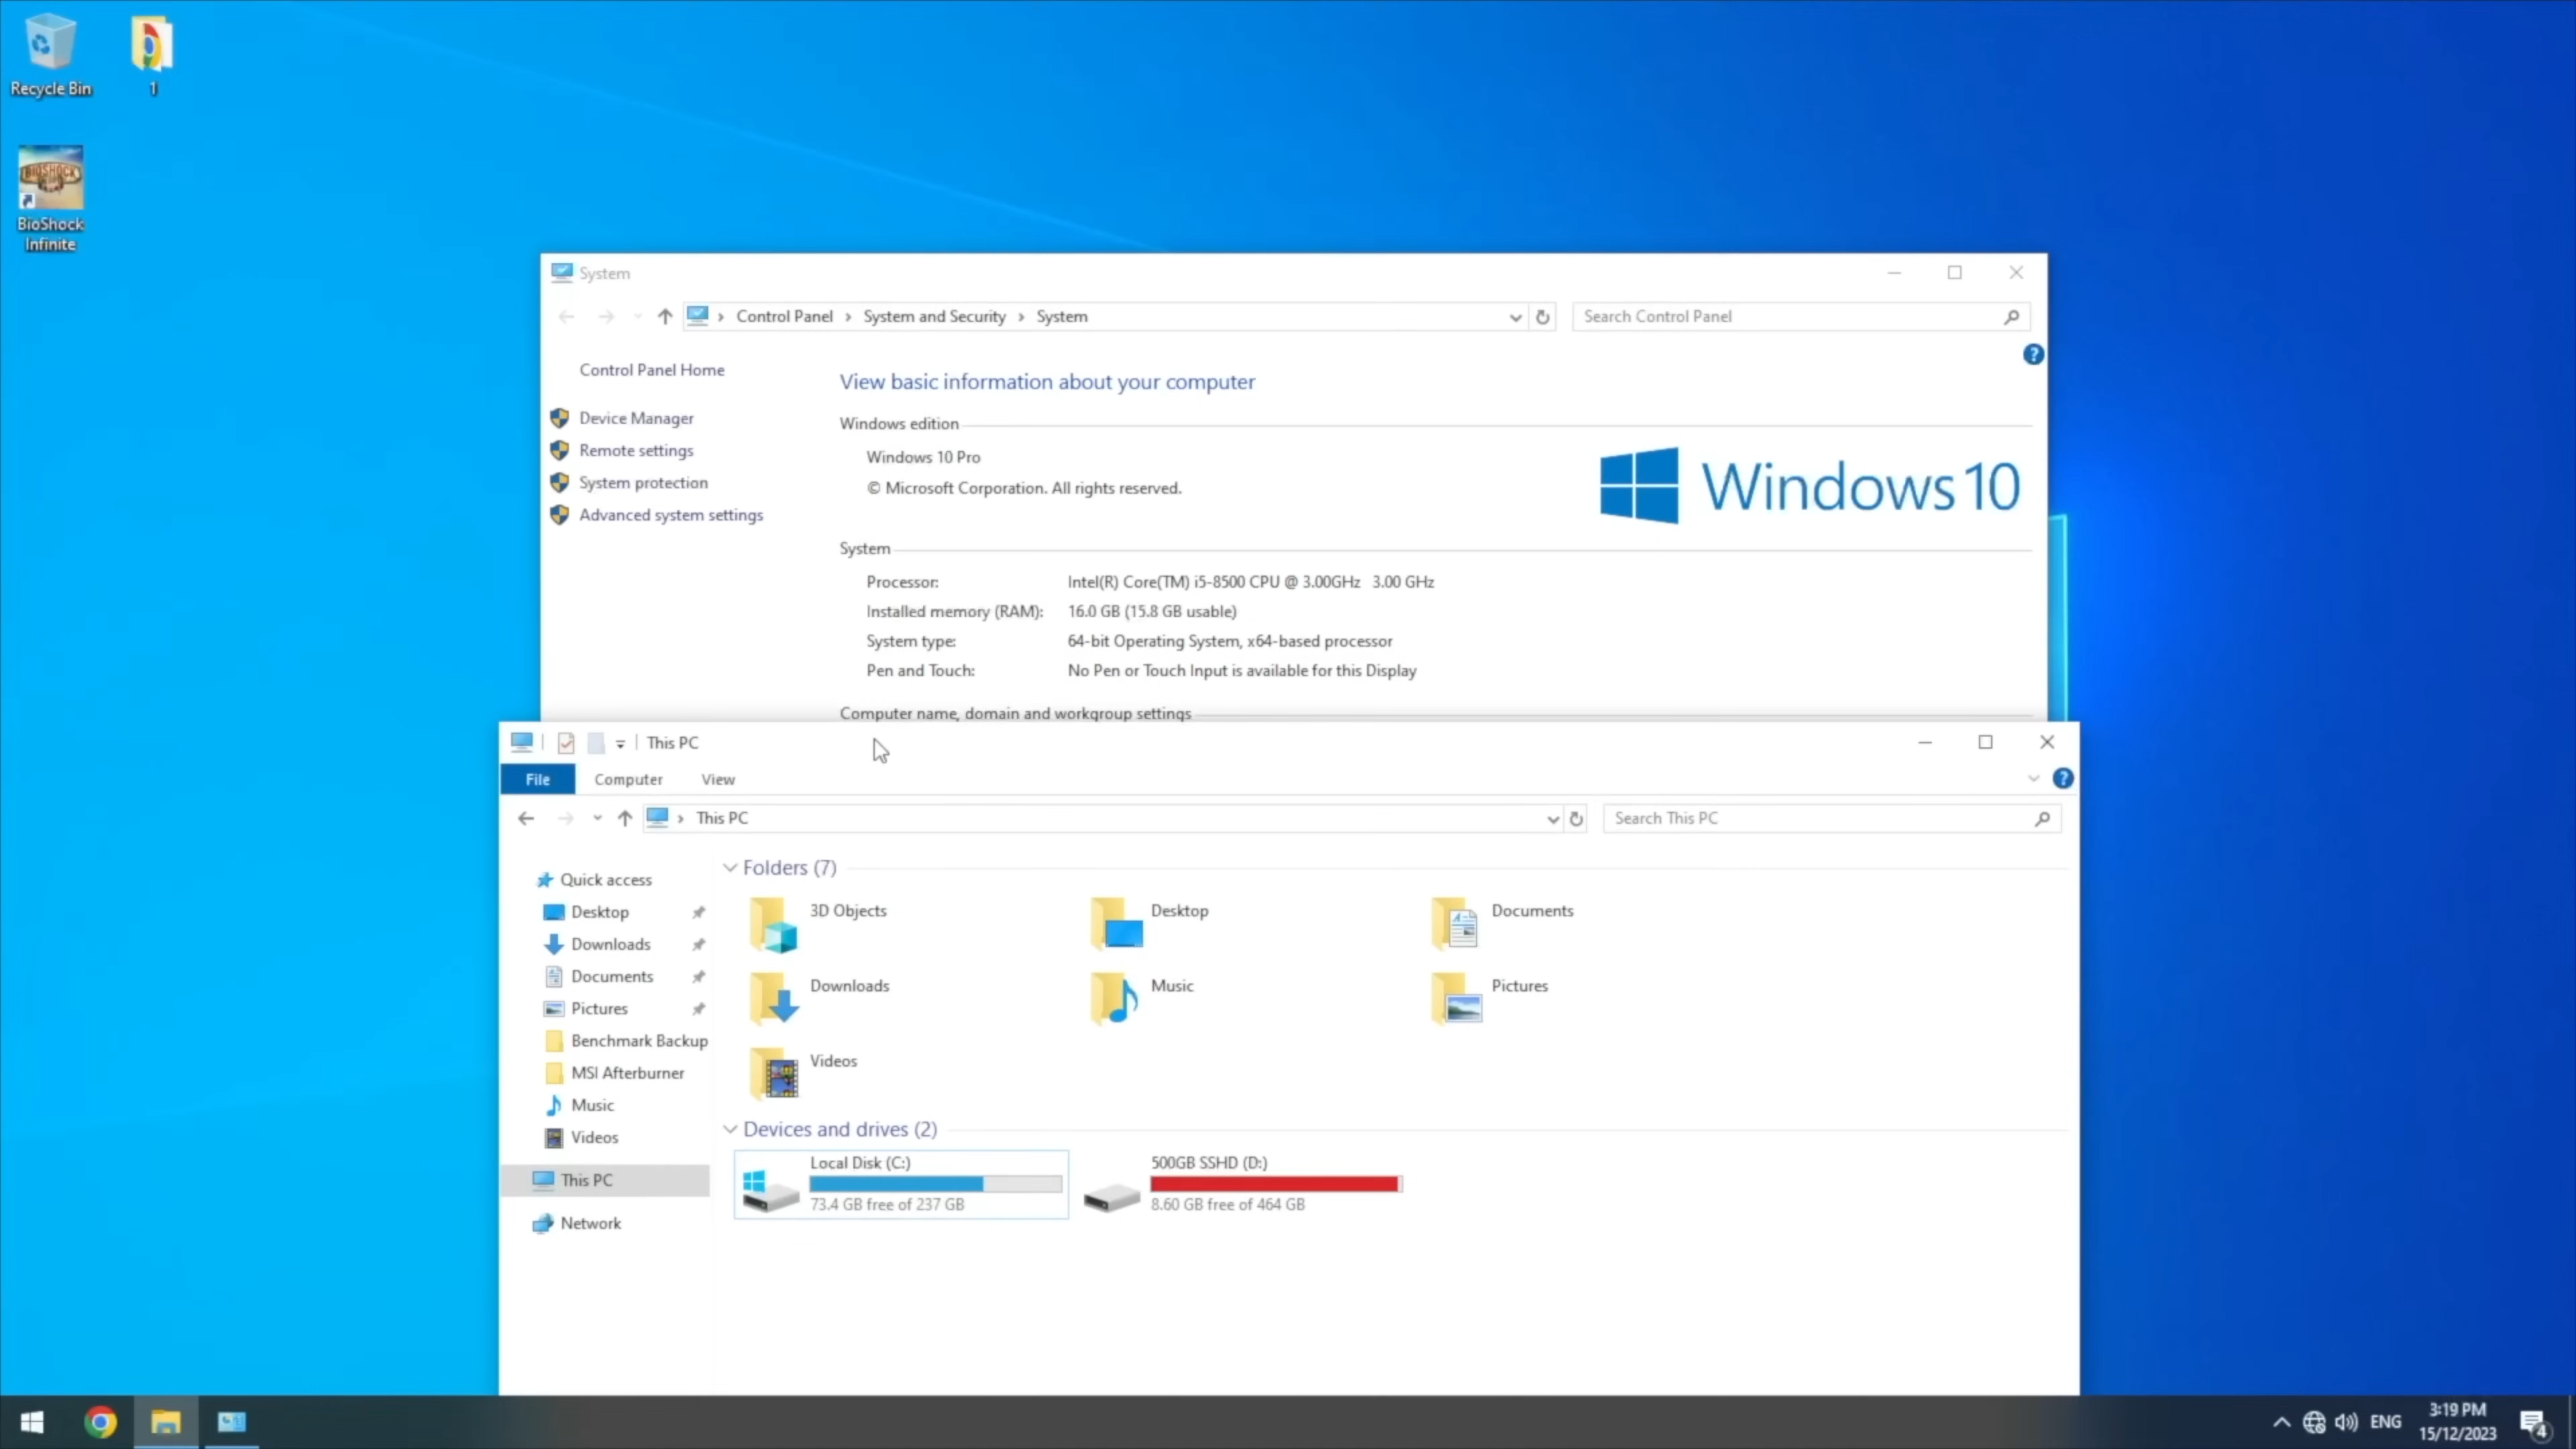 Recycle Bin
1
BIOSHOCK
BioShock
Infinite
System
Control Panel
System and Security
System
Search Control Panel
?
Control Panel Home
Device Manager
Remote settings
System protection
Advanced system settings
View basic information about your computer
Windows edition
Windows 10 Pro
© Microsoft Corporation. All rights reserved.
Windows 10
System
Processor: Intel(R) Core(TM) i5-8500 CPU @ 3.00GHz 3.00 GHz
Installed memory (RAM): 16.0 GB (15.8 GB usable)
System type: 64-bit Operating System, x64-based processor
Pen and Touch: No Pen or Touch Input is available for this Display
Computer name, domain and workgroup settings
This PC
File Computer View
?
This PC
Search This PC
Quick access
Desktop
Downloads
Documents
Pictures
Benchmark Backup
MSI Afterburner
Music
Videos
This PC
Network
Folders (7)
3D Objects
Desktop
Documents
Downloads
Music
Pictures
Videos
Devices and drives (2)
Local Disk (C:)
73.4 GB free of 237 GB
500GB SSHD (D:)
8.60 GB free of 464 GB
ENG
3:19 PM
15/12/2023
4